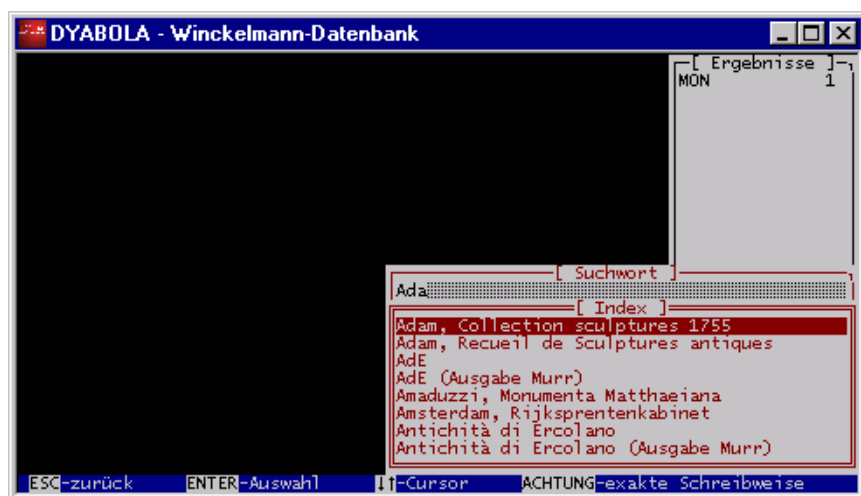 DYABOLA - Winckelmann-Datenbank
[ Ergebnisse ]
MON 1
[ Suchwort ]
Ada
[ Index ]
Adam, Collection sculptures 1755
Adam, Recueil de Sculptures antiques
AdE
AdE (Ausgabe Murr)
Amaduzzi, Monumenta Matthaeiana
Amsterdam, Rijksprentenkabinet
Antichità di Ercolano
Antichità di Ercolano (Ausgabe Murr)
ESC-zurück ENTER-Auswahl ↓↑-Cursor ACHTUNG-exakte Schreibweise